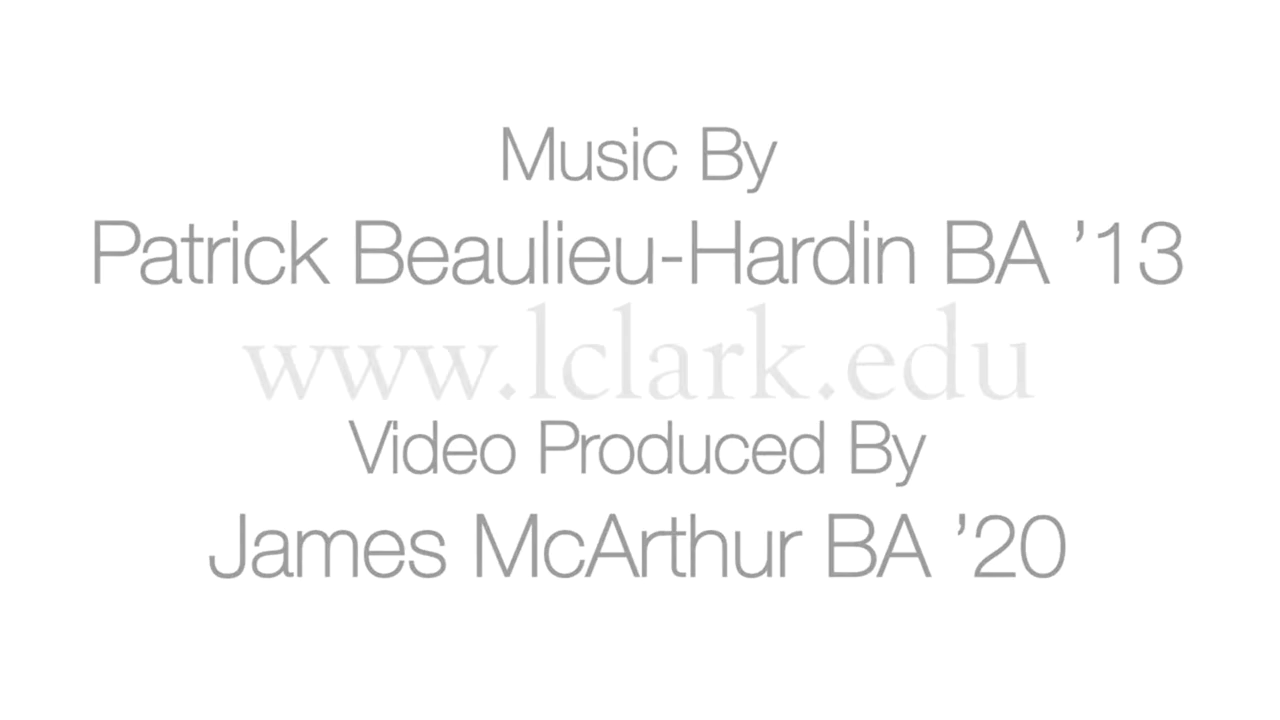 Music By
Patrick Beaulieu-Hardin BA ’13
www.lclark.edu
Video Produced By
James McArthur BA ’20